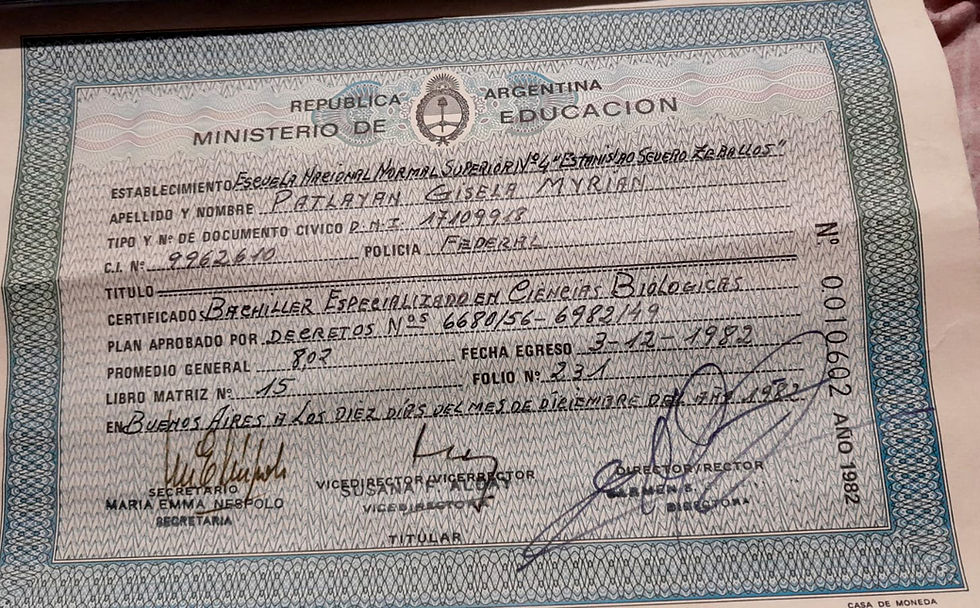 REPUBLICA ARGENTINA
MINISTERIO DE EDUCACION
ESTABLECIMIENTO ESCUELA NACIONAL NORMAL SUPERIOR Nº 4 "ESTANISLAO SEVERO ZEBALLOS"
APELLIDO Y NOMBRE PATLAYAN GISELA MYRIAN
TIPO Y Nº DE DOCUMENTO CIVICO D.N.I 17109918
C.I. Nº 9962610 POLICIA FEDERAL
TITULO
CERTIFICADO BACHILLER ESPECIALIZADO EN CIENCIAS BIOLOGICAS
PLAN APROBADO POR DECRETOS Nºs 6680/56-6982/49
PROMEDIO GENERAL 8,02 FECHA EGRESO 3-12-1982
LIBRO MATRIZ Nº 15 FOLIO Nº 231
EN BUENOS AIRES A LOS DIEZ DIAS DEL MES DE DICIEMBRE DEL AÑO 1982
SECRETARIO
MARIA EMMA NESPOLO
SECRETARIA
VICEDIRECTOR/VICERRECTOR
SUSANA
VICEDIRECTORA
DIRECTOR/RECTOR
CARMEN S.
DIRECTORA
TITULAR
Nº 0010602 AÑO 1982
CASA DE MONEDA